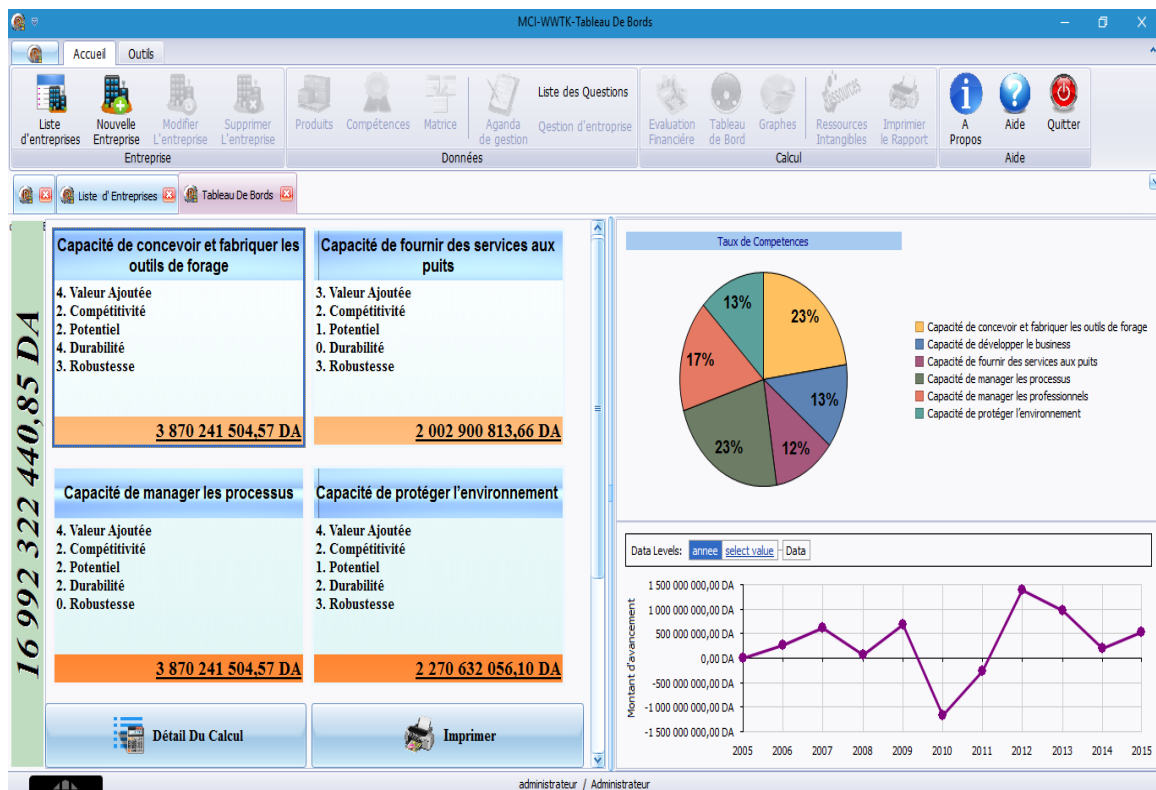 MCI-WWTK-Tableau De Bords
Accueil Outils
Liste d'entreprises
Nouvelle Entreprise
Modifier L'entreprise
Supprimer L'entreprise
Entreprise
Produits
Compétences
Matrice
Aganda de gestion
Liste des Questions
Qestion d'entroprise
Données
Evaluation Financiére
Tableau de Bord
Graphes
Ressources
Ressources Intangibles
Imprimer le Rapport
Calcul
A Propos
Aide
Quitter
Aide
Liste d' Entreprises
Tableau De Bords
16 992 322 440,85 DA
Capacité de concevoir et fabriquer les
outils de forage
4. Valeur Ajoutée
2. Compétitivité
2. Potentiel
4. Durabilité
3. Robustesse
3 870 241 504,57 DA
Capacité de fournir des services aux
puits
3. Valeur Ajoutée
2. Compétitivité
1. Potentiel
0. Durabilité
3. Robustesse
2 002 900 813,66 DA
Capacité de manager les processus
4. Valeur Ajoutée
2. Compétitivité
2. Potentiel
2. Durabilité
0. Robustesse
3 870 241 504,57 DA
Capacité de protéger l'environnement
4. Valeur Ajoutée
2. Compétitivité
1. Potentiel
2. Durabilité
3. Robustesse
2 270 632 056,10 DA
Détail Du Calcul
Imprimer
Taux de Competences
23%
13%
12%
23%
17%
13%
Capacité de concevoir et fabriquer les outils de forage
Capacité de développer le business
Capacité de fournir des services aux puits
Capacité de manager les processus
Capacité de manager les professionnels
Capacité de protéger l'environnement
Data Levels: annee select value Data
Montant d'avancement
1 500 000 000,00 DA
1 000 000 000,00 DA
500 000 000,00 DA
0,00 DA
-500 000 000,00 DA
-1 000 000 000,00 DA
-1 500 000 000,00 DA
2005 2006 2007 2008 2009 2010 2011 2012 2013 2014 2015
administrateur / Administrateur